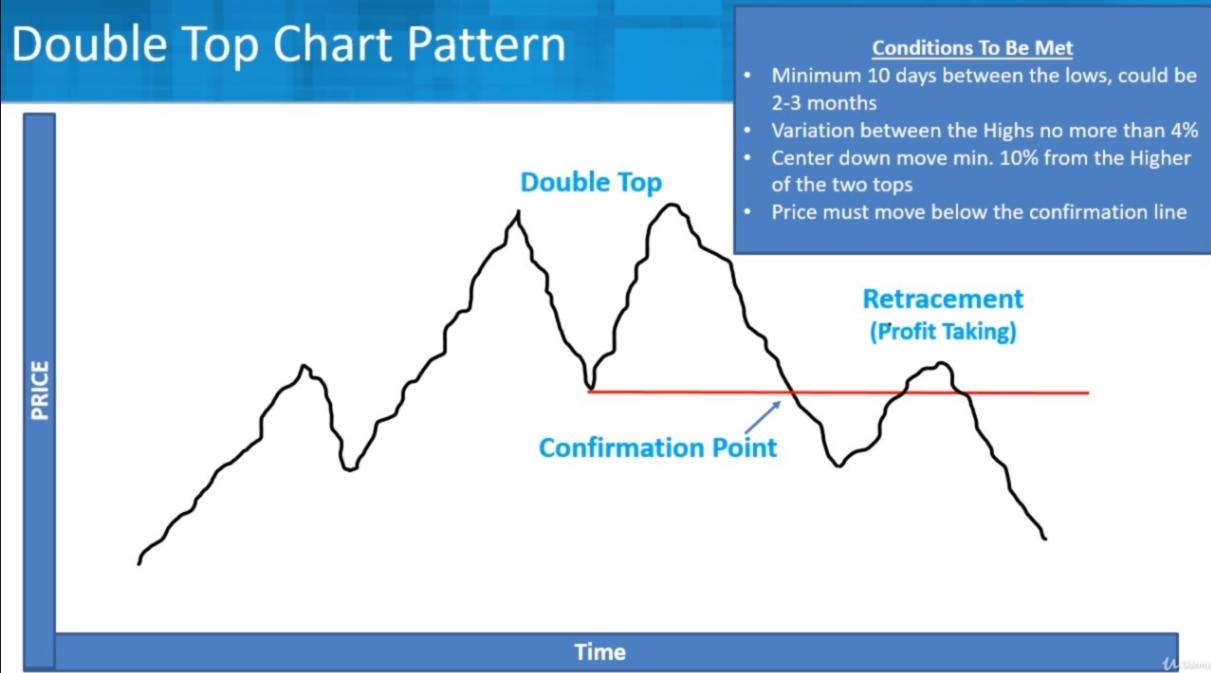 Double Top Chart Pattern
Conditions To Be Met
• Minimum 10 days between the lows, could be
2-3 months
• Variation between the Highs no more than 4%
• Center down move min. 10% from the Higher
of the two tops
• Price must move below the confirmation line
Double Top
Retracement
(Profit Taking)
PRICE
Confirmation Point
Time
Udemy